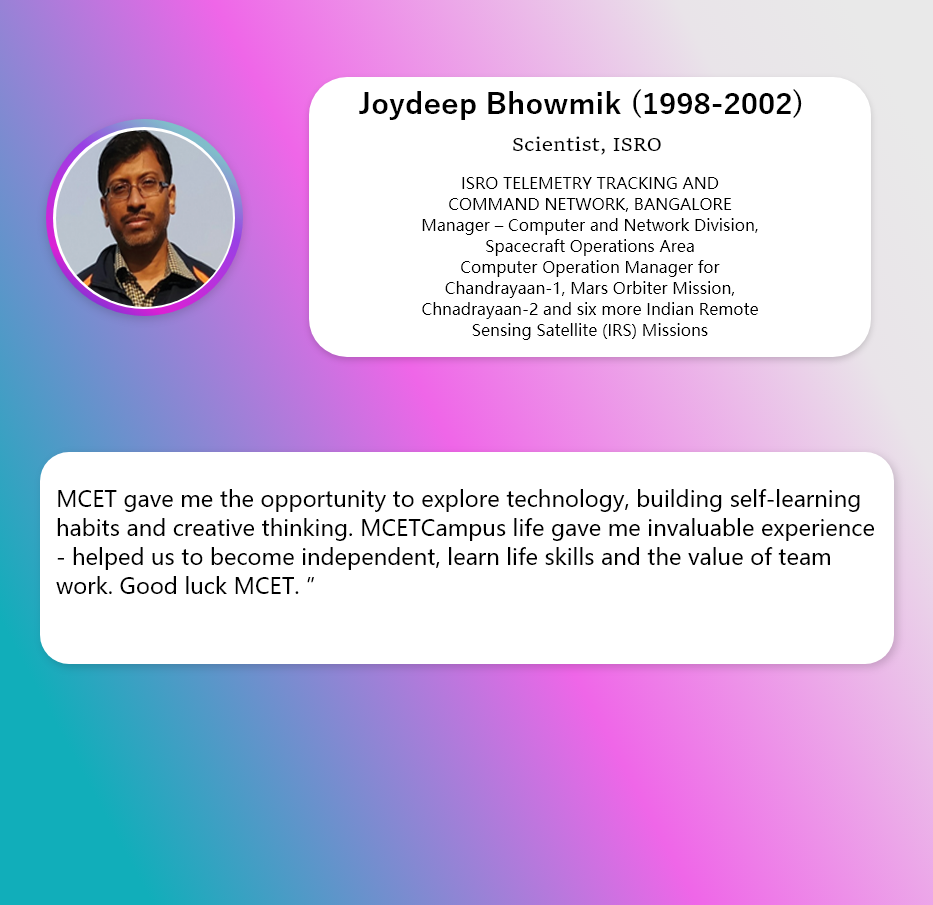 Joydeep Bhowmik (1998-2002)
Scientist, ISRO
ISRO TELEMETRY TRACKING AND
COMMAND NETWORK, BANGALORE
Manager – Computer and Network Division,
Spacecraft Operations Area
Computer Operation Manager for
Chandrayaan-1, Mars Orbiter Mission,
Chnadrayaan-2 and six more Indian Remote
Sensing Satellite (IRS) Missions
MCET gave me the opportunity to explore technology, building self-learning
habits and creative thinking. MCETCampus life gave me invaluable experience
- helped us to become independent, learn life skills and the value of team
work. Good luck MCET. ”